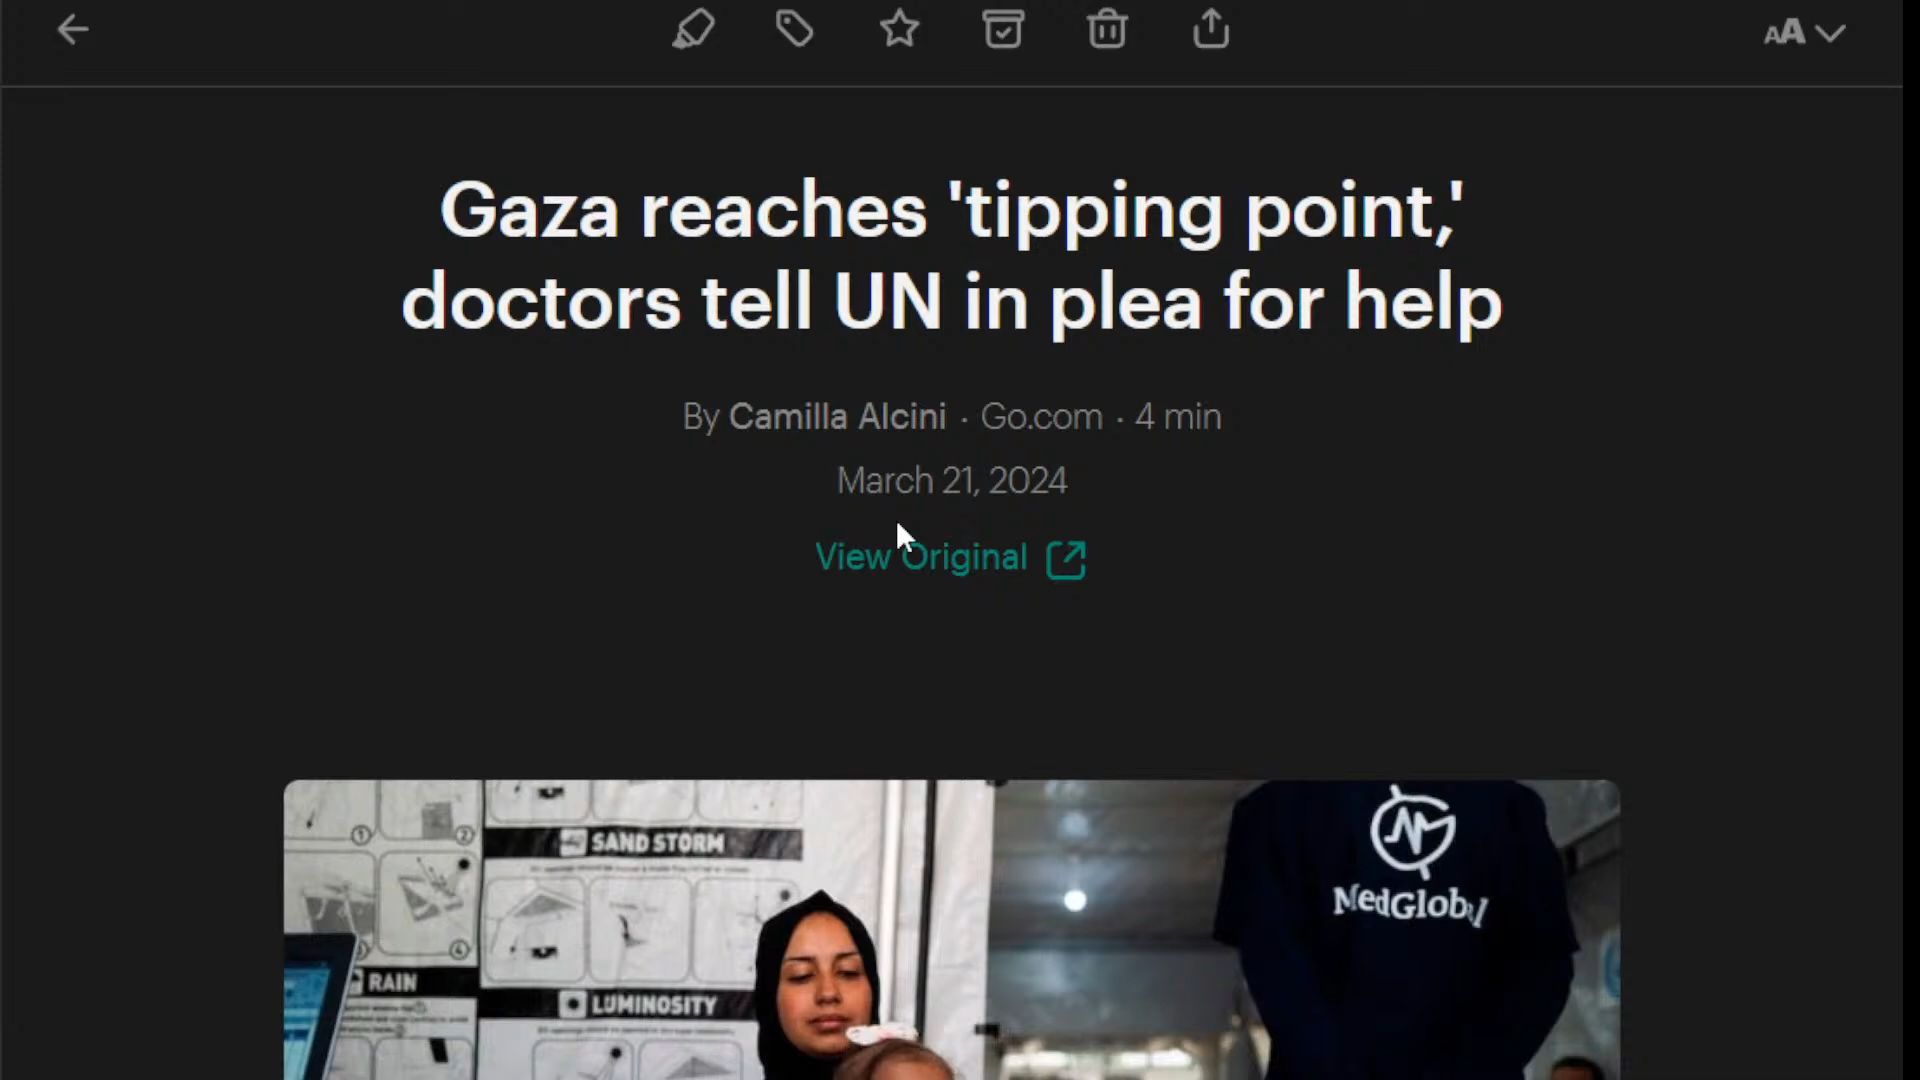 AA
Gaza reaches 'tipping point,'
doctors tell UN in plea for help
By Camilla Alcini · Go.com · 4 min
March 21, 2024
View Original
SAND STORM
MedGlobal
RAIN
LUMINOSITY